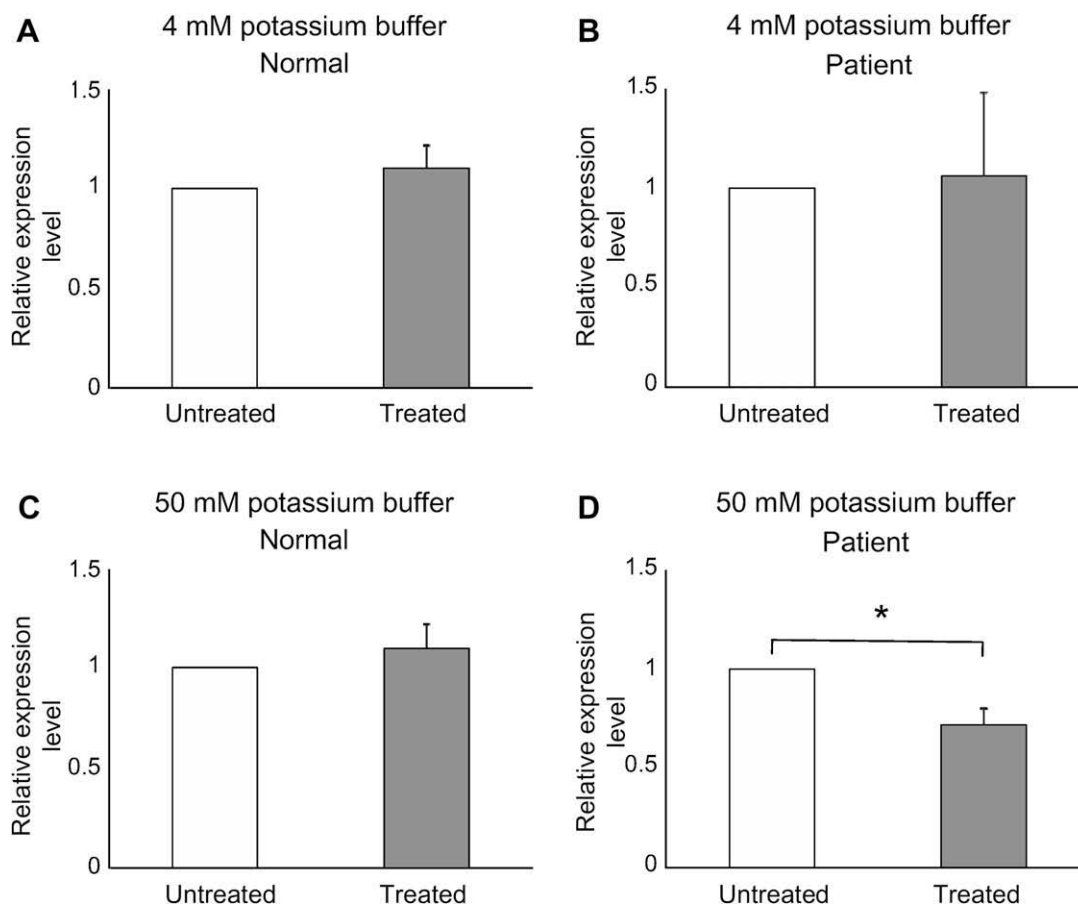 A
4 mM potassium buffer
Normal
Relative expression
level
1.5
1
0.5
0
Untreated
Treated
B
4 mM potassium buffer
Patient
Relative expression
level
1.5
1
0.5
0
Untreated
Treated
C
50 mM potassium buffer
Normal
Relative expression
level
1.5
1
0.5
0
Untreated
Treated
D
50 mM potassium buffer
Patient
Relative expression
level
1.5
1
0.5
0
*
Untreated
Treated